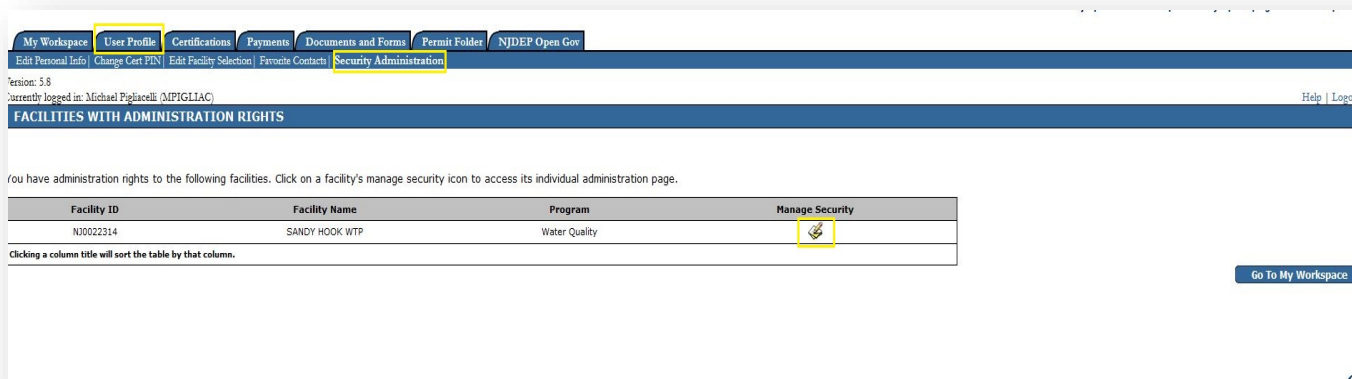 My Workspace User Profile Certifications Payments Documents and Forms Permit Folder NJDEP Open Gov
Edit Personal Info | Change Cert PIN | Edit Facility Selection | Favorite Contacts | Security Administration
Version: 5.8
Currently logged in: Michael Pigliacelli (MPIGLIAC)
Help | Logo
FACILITIES WITH ADMINISTRATION RIGHTS
You have administration rights to the following facilities. Click on a facility's manage security icon to access its individual administration page.
Facility ID Facility Name Program Manage Security
NJ0022314 SANDY HOOK WTP Water Quality
Clicking a column title will sort the table by that column.
Go To My Workspace